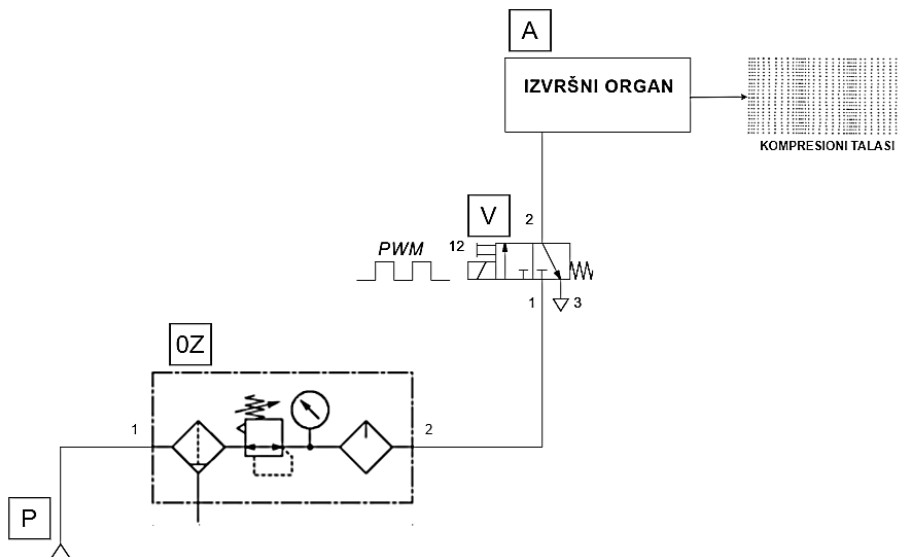 A
IZVRŠNI ORGAN
KOMPRESIONI TALASI
V
2
PWM
12
1
3
0Z
1
2
P